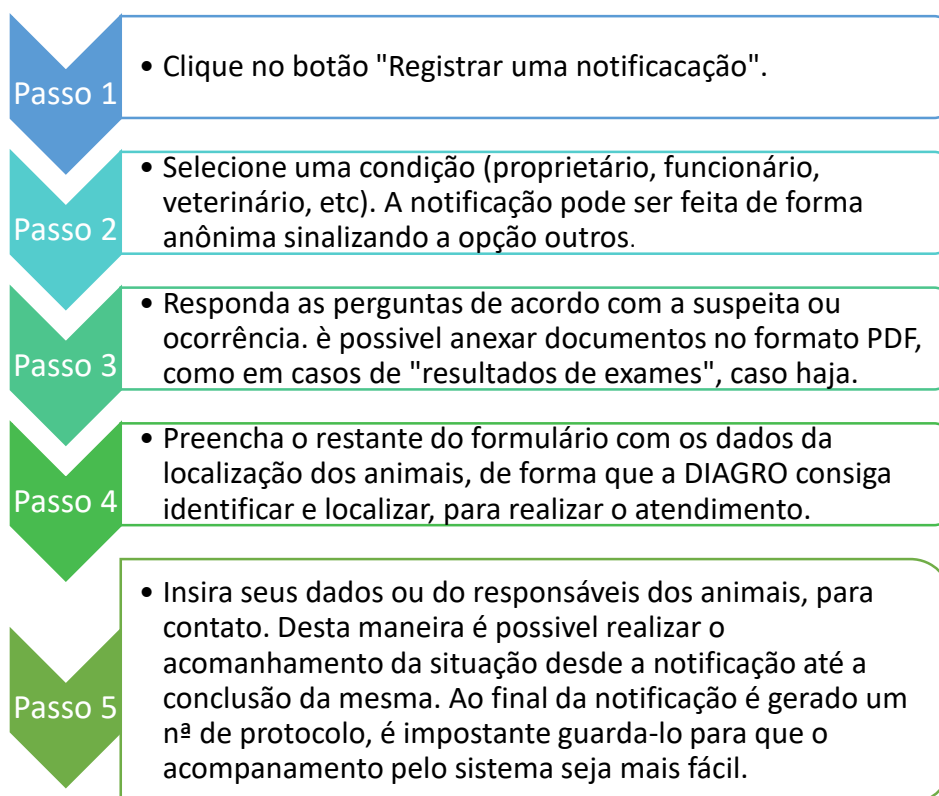 Passo 1
• Clique no botão "Registrar uma notificacação".
Passo 2
• Selecione uma condição (proprietário, funcionário,
veterinário, etc). A notificação pode ser feita de forma
anônima sinalizando a opção outros.
Passo 3
• Responda as perguntas de acordo com a suspeita ou
ocorrência. è possivel anexar documentos no formato PDF,
como em casos de "resultados de exames", caso haja.
Passo 4
• Preencha o restante do formulário com os dados da
localização dos animais, de forma que a DIAGRO consiga
identificar e localizar, para realizar o atendimento.
Passo 5
• Insira seus dados ou do responsáveis dos animais, para
contato. Desta maneira é possivel realizar o
acomanhamento da situação desde a notificação até a
conclusão da mesma. Ao final da notificação é gerado um
nª de protocolo, é impostante guarda-lo para que o
acompanamento pelo sistema seja mais fácil.